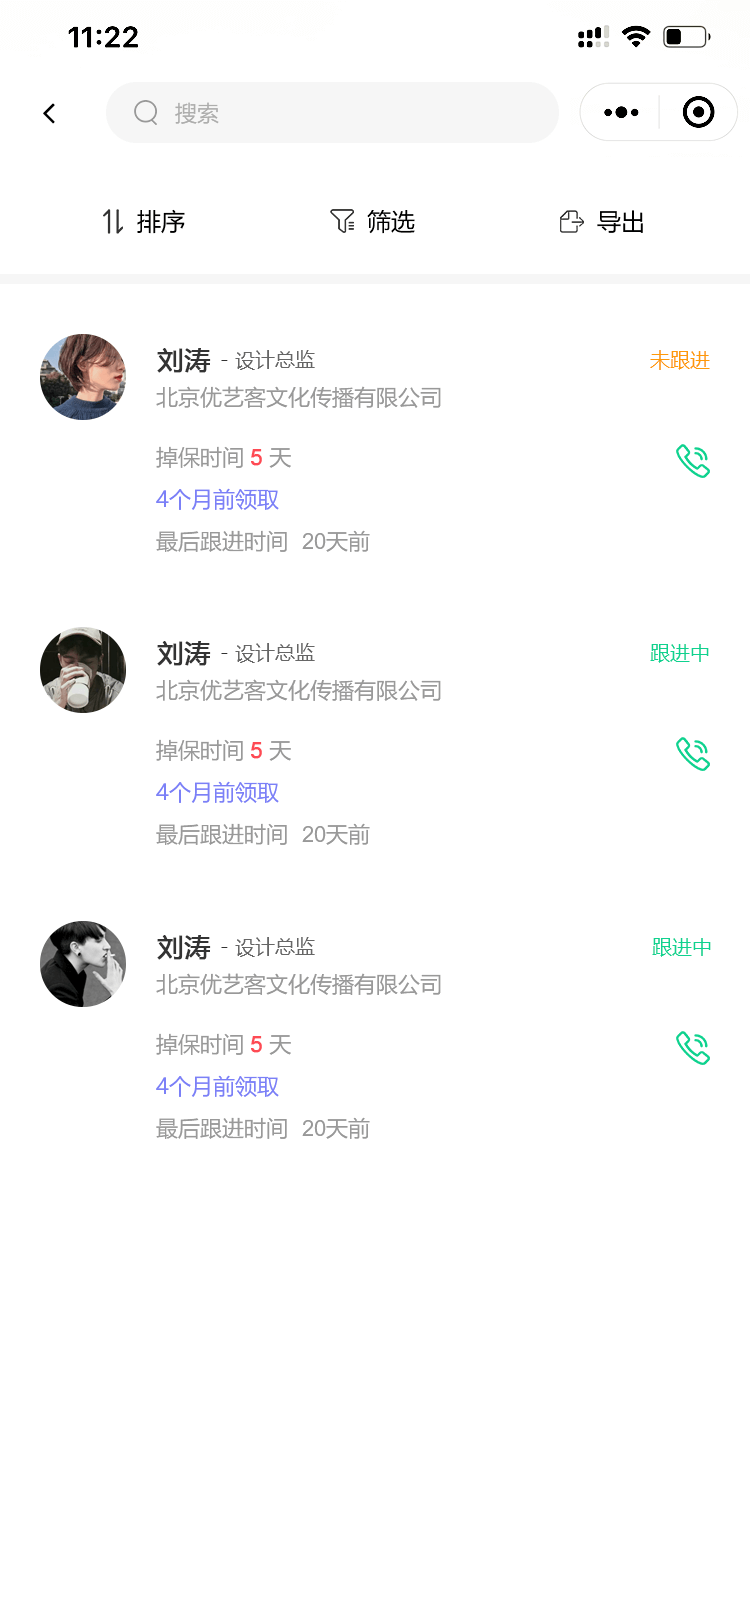 11:22
搜索
排序 筛选 导出
刘涛 - 设计总监 未跟进
北京优艺客文化传播有限公司
掉保时间 5 天
4个月前领取
最后跟进时间 20天前
刘涛 - 设计总监 跟进中
北京优艺客文化传播有限公司
掉保时间 5 天
4个月前领取
最后跟进时间 20天前
刘涛 - 设计总监 跟进中
北京优艺客文化传播有限公司
掉保时间 5 天
4个月前领取
最后跟进时间 20天前